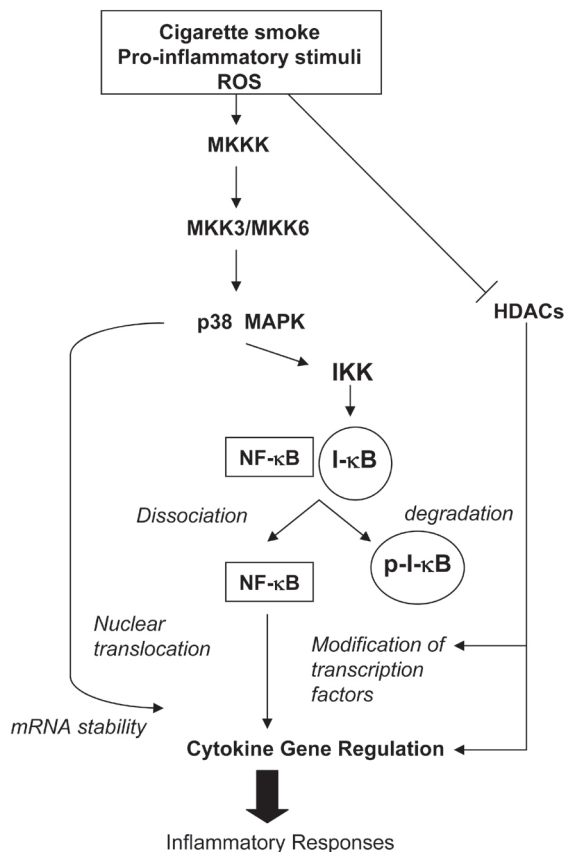 Cigarette smoke
Pro-inflammatory stimuli
ROS
MKKK
MKK3/MKK6
HDACs
p38 MAPK
IKK
NF-κB
I-κB
Dissociation
degradation
NF-κB
p-I-κB
Nuclear
translocation
Modification of
transcription
factors
mRNA stability
Cytokine Gene Regulation
Inflammatory Responses